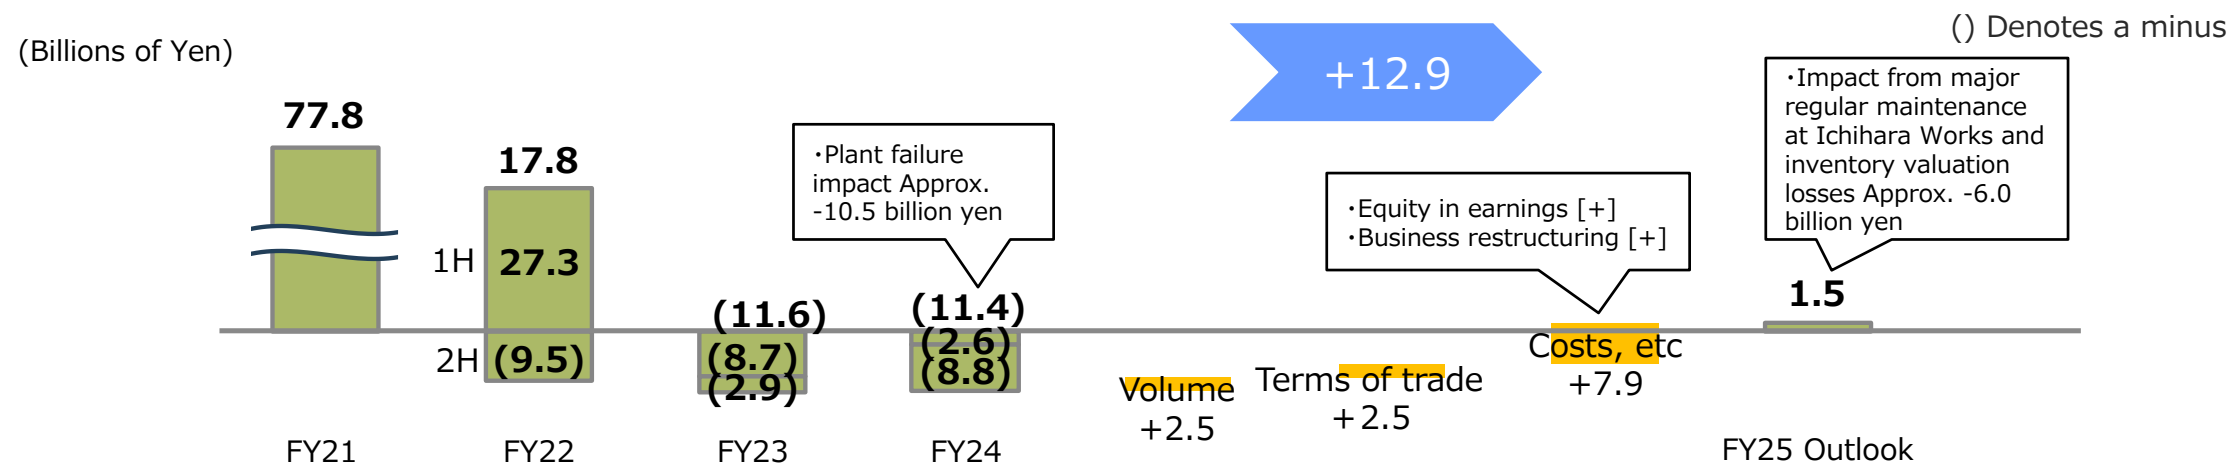 () Denotes a minus
(Billions of Yen)
+12.9
77.8
17.8
1H
27.3
2H
(9.5)
(11.6)
(8.7)
(2.9)
・Plant failure
impact Approx.
-10.5 billion yen
(11.4)
(2.6)
(8.8)
Volume
+2.5
Terms of trade
+2.5
・Equity in earnings [+]
・Business restructuring [+]
Costs, etc
+7.9
・Impact from major
regular maintenance
at Ichihara Works and
inventory valuation
losses Approx. -6.0
billion yen
1.5
FY21
FY22
FY23
FY24
FY25 Outlook